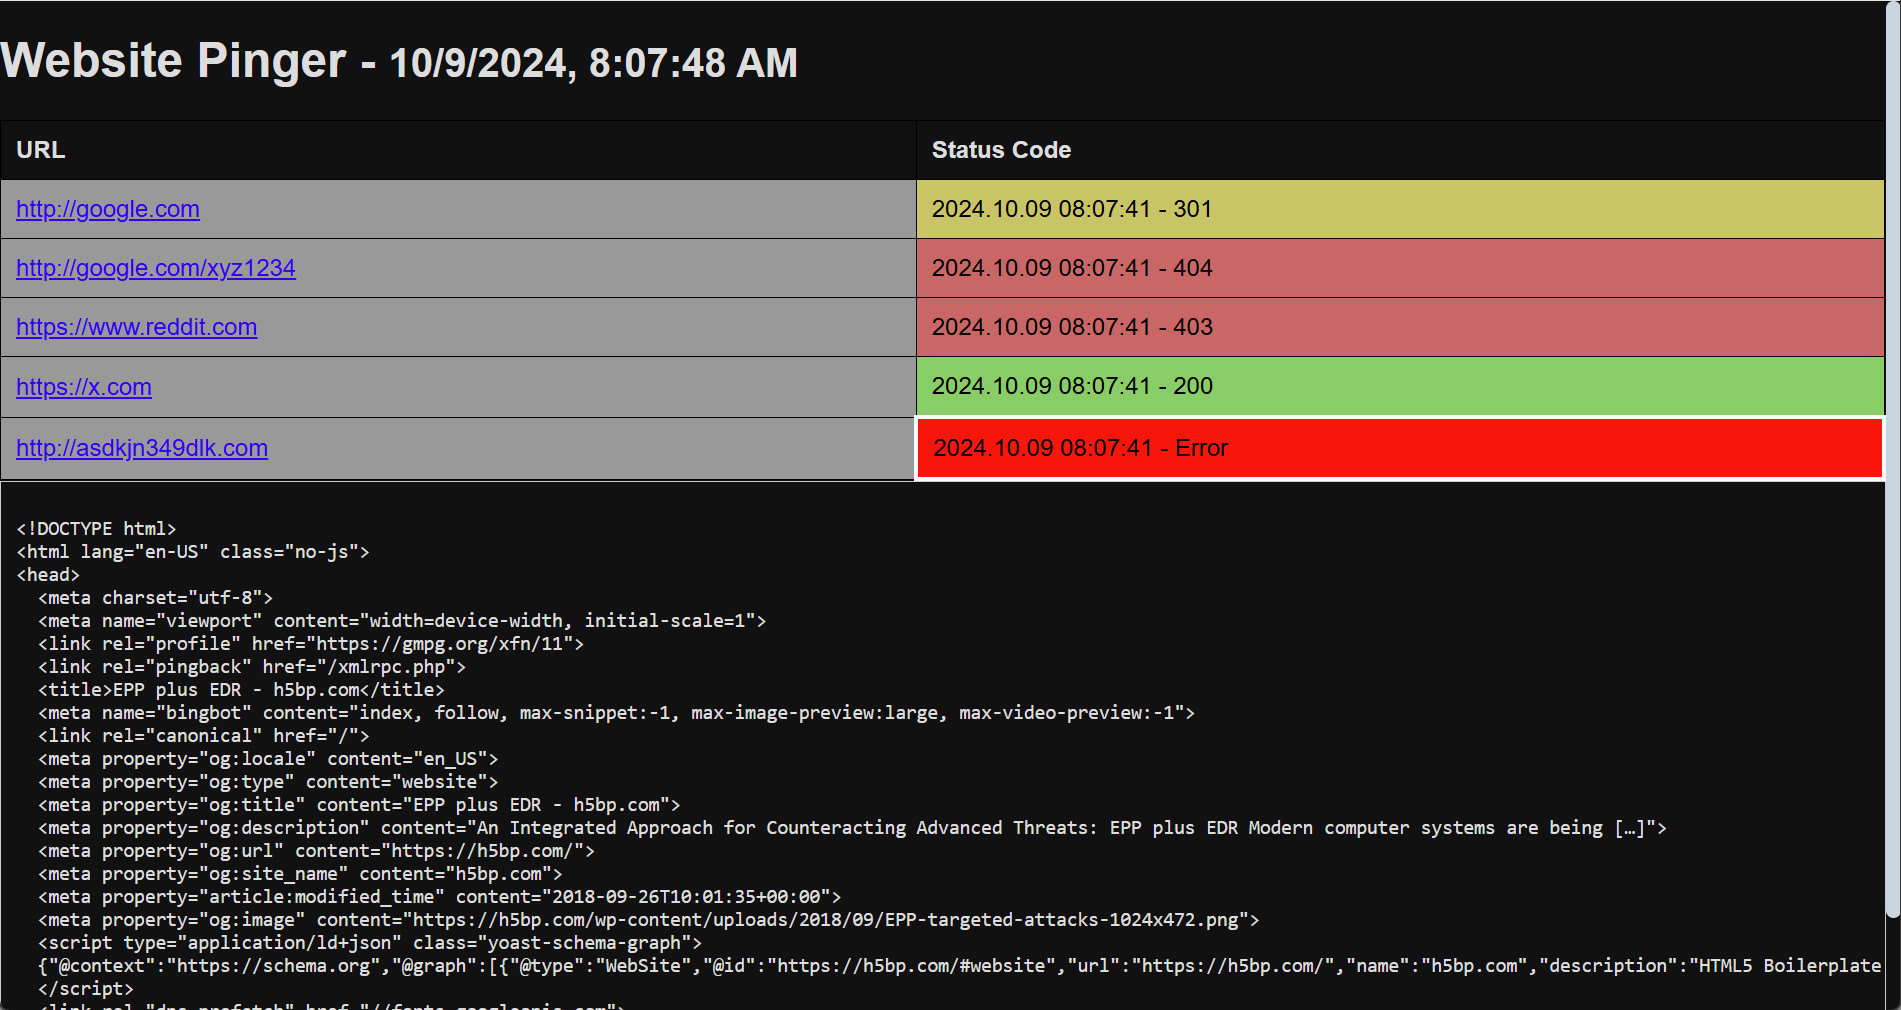 Website Pinger - 10/9/2024, 8:07:48 AM
URL Status Code
http://google.com 2024.10.09 08:07:41 - 301
http://google.com/xyz1234 2024.10.09 08:07:41 - 404
https://www.reddit.com 2024.10.09 08:07:41 - 403
https://x.com 2024.10.09 08:07:41 - 200
http://asdkjn349dlk.com 2024.10.09 08:07:41 - Error
<!DOCTYPE html>
<html lang="en-US" class="no-js">
<head>
  <meta charset="utf-8">
  <meta name="viewport" content="width=device-width, initial-scale=1">
  <link rel="profile" href="https://gmpg.org/xfn/11">
  <link rel="pingback" href="/xmlrpc.php">
  <title>EPP plus EDR - h5bp.com</title>
  <meta name="bingbot" content="index, follow, max-snippet:-1, max-image-preview:large, max-video-preview:-1">
  <link rel="canonical" href="/">
  <meta property="og:locale" content="en_US">
  <meta property="og:type" content="website">
  <meta property="og:title" content="EPP plus EDR - h5bp.com">
  <meta property="og:description" content="An Integrated Approach for Counteracting Advanced Threats: EPP plus EDR Modern computer systems are being […]">
  <meta property="og:url" content="https://h5bp.com/">
  <meta property="og:site_name" content="h5bp.com">
  <meta property="article:modified_time" content="2018-09-26T10:01:35+00:00">
  <meta property="og:image" content="https://h5bp.com/wp-content/uploads/2018/09/EPP-targeted-attacks-1024x472.png">
  <script type="application/ld+json" class="yoast-schema-graph">
  {"@context":"https://schema.org","@graph":[{"@type":"WebSite","@id":"https://h5bp.com/#website","url":"https://h5bp.com/","name":"h5bp.com","description":"HTML5 Boilerplate
  </script>
  <link rel="dns-prefetch" href="//fonts.googleapis.com">